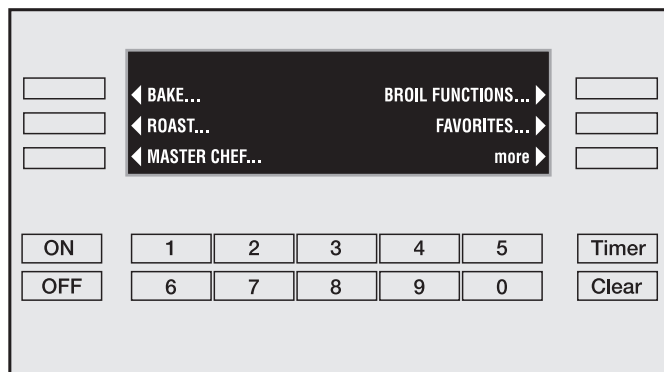 BAKE... BROIL FUNCTIONS...
ROAST... FAVORITES...
MASTER CHEF... more
ON 1 2 3 4 5 Timer
OFF 6 7 8 9 0 Clear